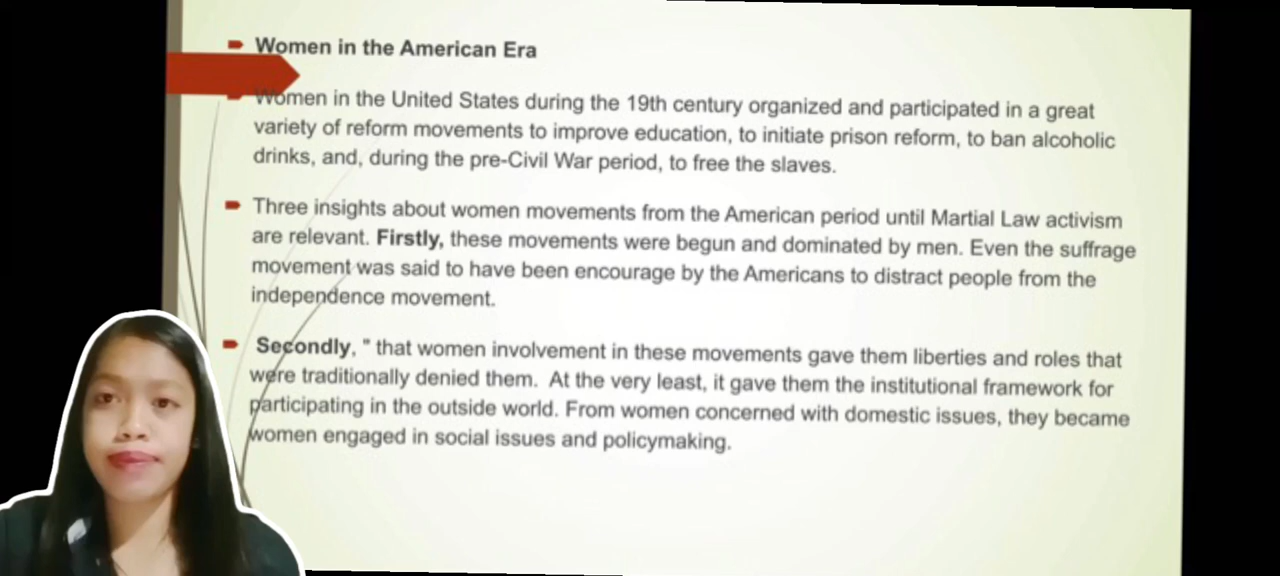 Women in the American Era
Women in the United States during the 19th century organized and participated in a great
variety of reform movements to improve education, to initiate prison reform, to ban alcoholic
drinks, and, during the pre-Civil War period, to free the slaves.
Three insights about women movements from the American period until Martial Law activism
are relevant. Firstly, these movements were begun and dominated by men. Even the suffrage
movement was said to have been encourage by the Americans to distract people from the
independence movement.
Secondly, " that women involvement in these movements gave them liberties and roles that
were traditionally denied them. At the very least, it gave them the institutional framework for
participating in the outside world. From women concerned with domestic issues, they became
women engaged in social issues and policymaking.